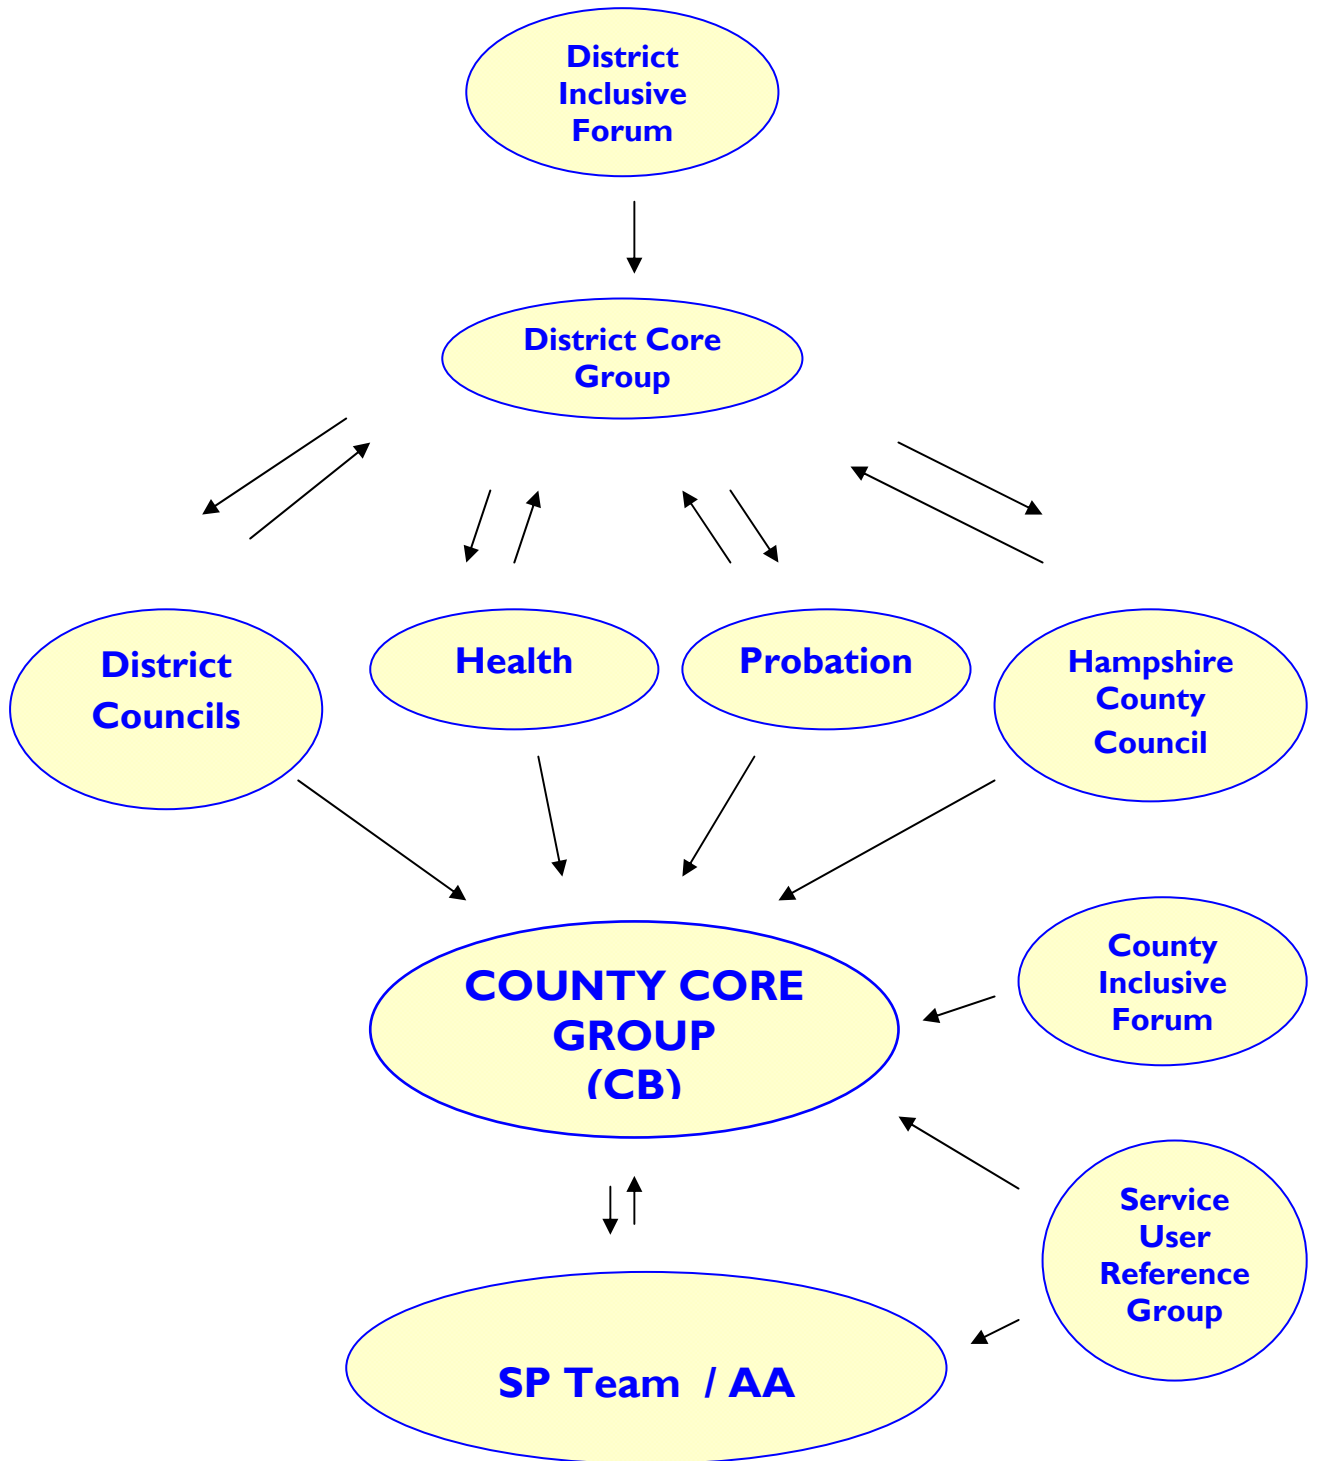 District
Inclusive
Forum
District Core
Group
District
Councils
Health
Probation
Hampshire
County
Council
COUNTY CORE
GROUP
(CB)
County
Inclusive
Forum
Service
User
Reference
Group
SP Team / AA